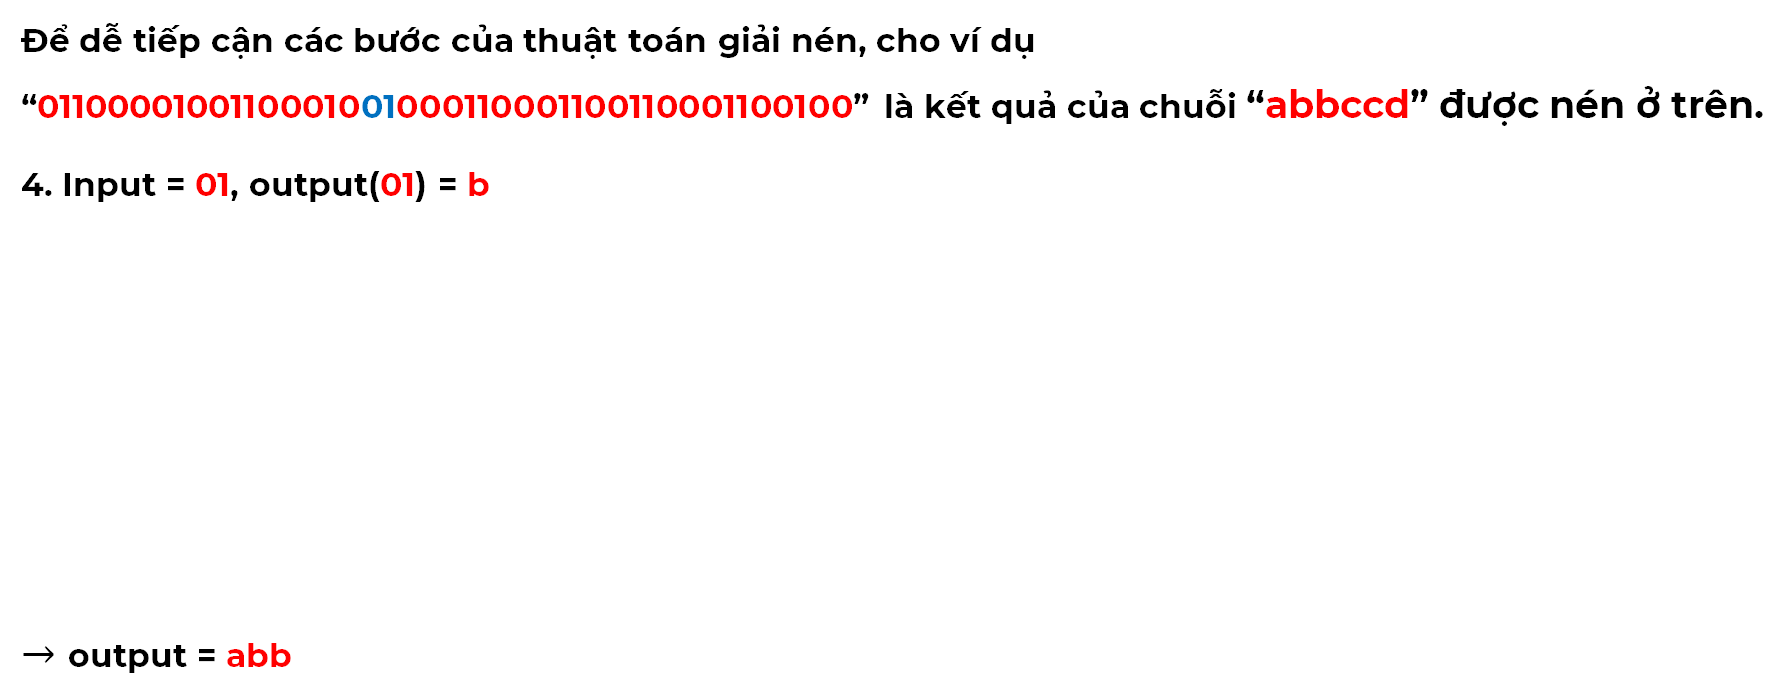 Để dễ tiếp cận các bước của thuật toán giải nén, cho ví dụ
“0110000100110001001000110001100110001100100” là kết quả của chuỗi “abbccd” được nén ở trên.
4. Input = 01, output(01) = b
→ output = abb